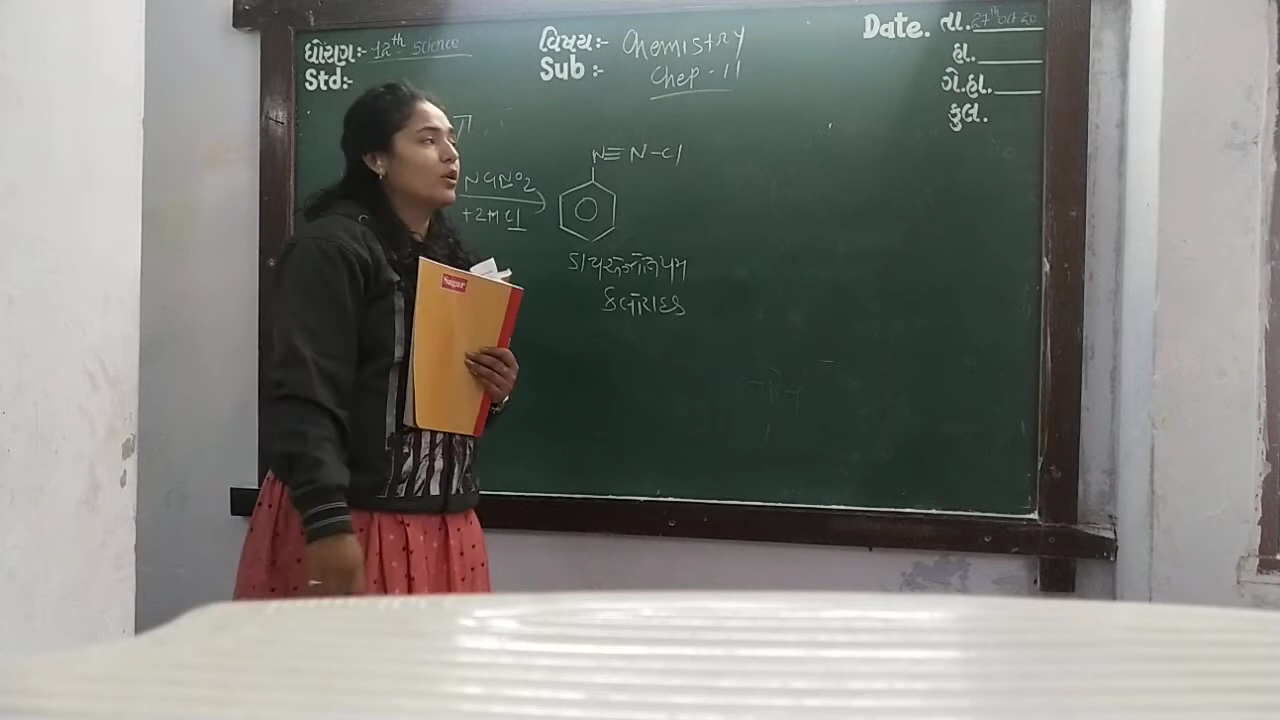 ધોરણ:- 12th Science
Std:-
વિષય:- Chemistry
Sub:- Chep. 11
Date. તા. 27th oct 20
હા.
ગે.હા.
કુલ.
N≡N-Cl
NaNO2
+2HCl
ડાયએઝોનિયમ
ક્લોરાઇડ
Sagar